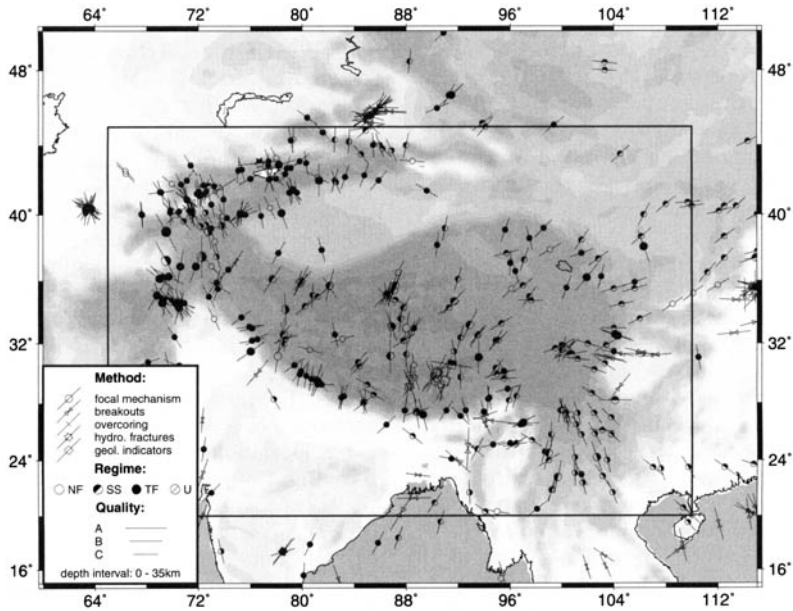 64° 72° 80° 88° 96° 104° 112°
48° 48°
40° 40°
32° 32°
24° 24°
16° 16°
Method:
focal mechanism
breakouts
overcoring
hydro. fractures
geol. indicators
Regime:
NF SS TF U
Quality:
A
B
C
depth interval: 0 - 35km
64° 72° 80° 88° 96° 104° 112°